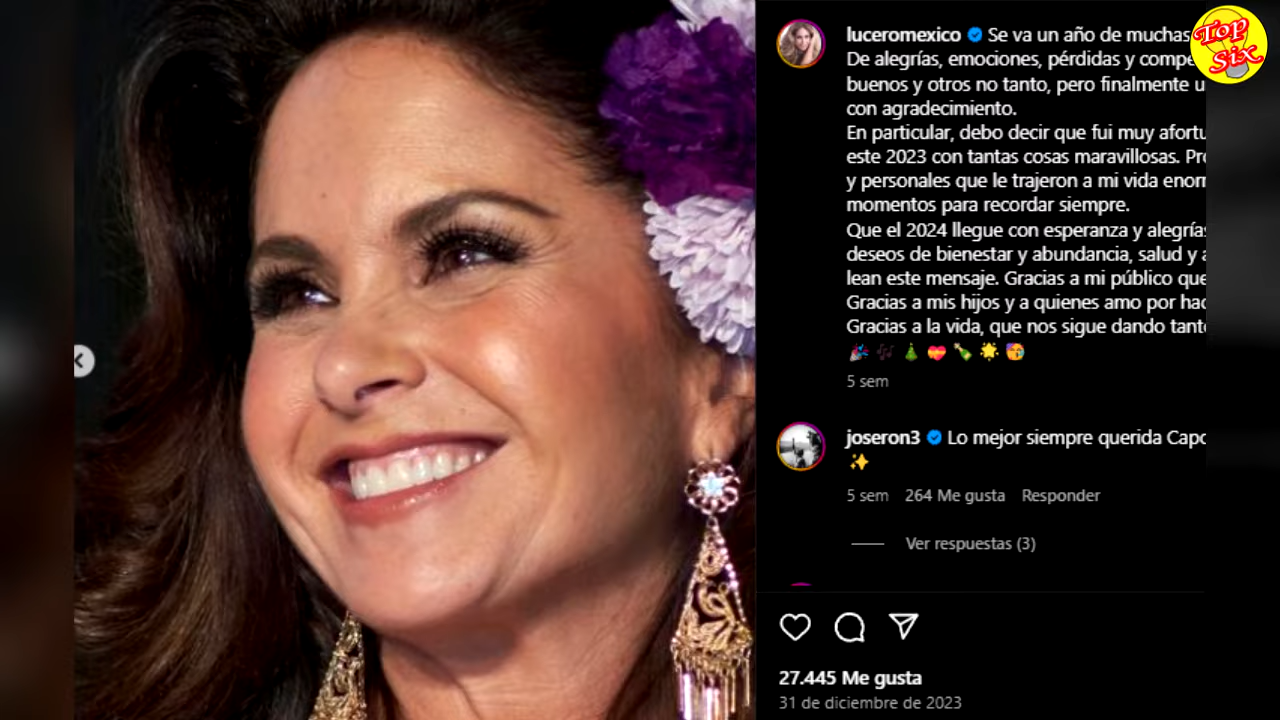 Top
Six
luceromexico Se va un año de muchas
De alegrías, emociones, pérdidas y compe
buenos y otros no tanto, pero finalmente u
con agradecimiento.
En particular, debo decir que fui muy afortu
este 2023 con tantas cosas maravillosas. Pro
y personales que le trajeron a mi vida enorm
momentos para recordar siempre.
Que el 2024 llegue con esperanza y alegrías
deseos de bienestar y abundancia, salud y a
lean este mensaje. Gracias a mi público que
Gracias a mis hijos y a quienes amo por hac
Gracias a la vida, que nos sigue dando tanto
5 sem
joseron3 Lo mejor siempre querida Capo
5 sem 264 Me gusta Responder
Ver respuestas (3)
27.445 Me gusta
31 de diciembre de 2023